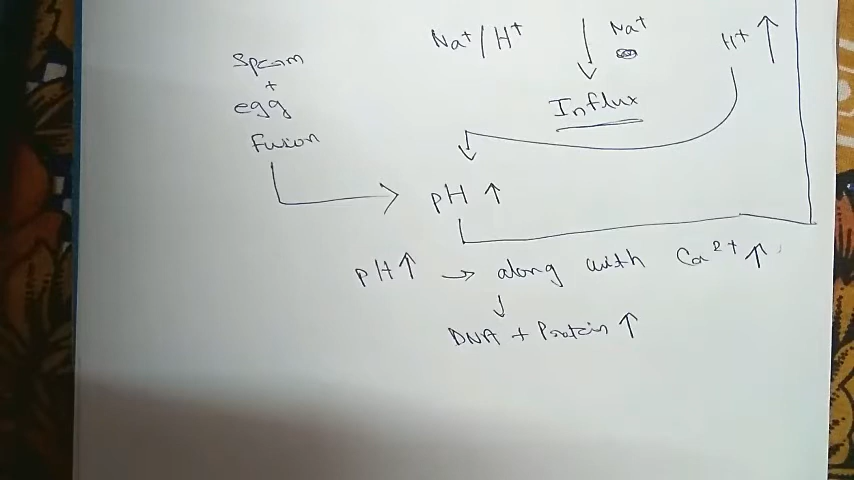 Na⁺/H⁺
↓ Na⁺
H⁺ ↑
Influx
Sperm
+
egg
Fusion
pH ↑
pH↑ → along with Ca²⁺↑
↓
DNA + Protein ↑